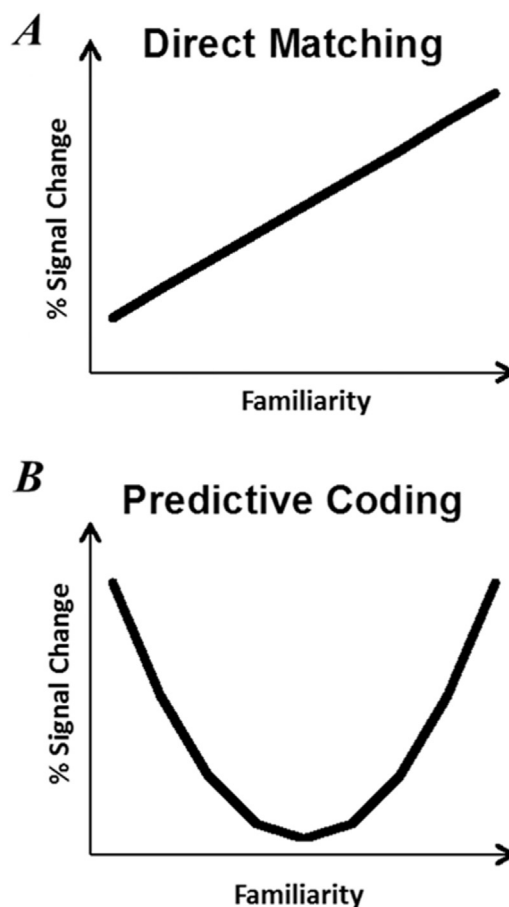 A
Direct Matching
% Signal Change
Familiarity
B
Predictive Coding
% Signal Change
Familiarity